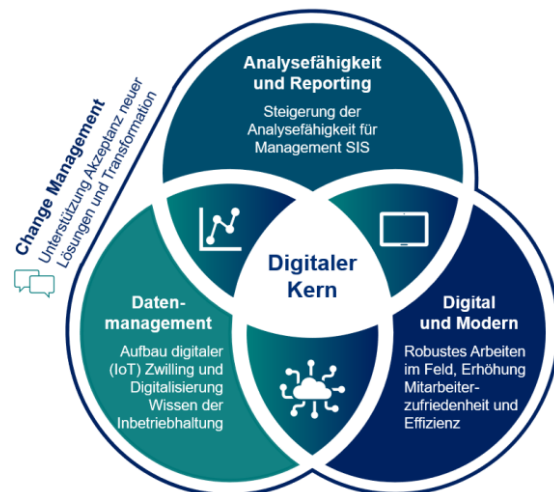 Analysefähigkeit
und Reporting
Steigerung der
Analysefähigkeit für
Management SIS
Change Management
Unterstützung Akzeptanz neuer
Lösungen und Transformation
Digitaler
Kern
Daten-
management
Aufbau digitaler
(IoT) Zwilling und
Digitalisierung
Wissen der
Inbetriebhaltung
Digital
und Modern
Robustes Arbeiten
im Feld, Erhöhung
Mitarbeiter-
zufriedenheit und
Effizienz